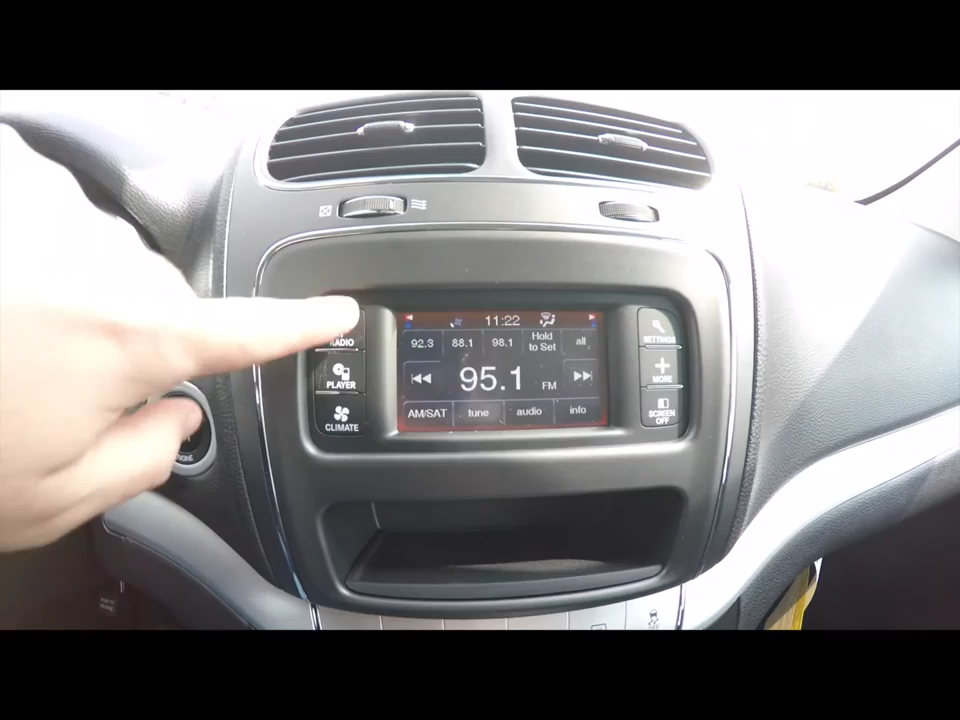 11:22
92.3 88.1 98.1 Hold to Set all
95.1 FM
AM/SAT tune audio info
RADIO
PLAYER
CLIMATE
SETTINGS
MORE
SCREEN OFF
ENGINE